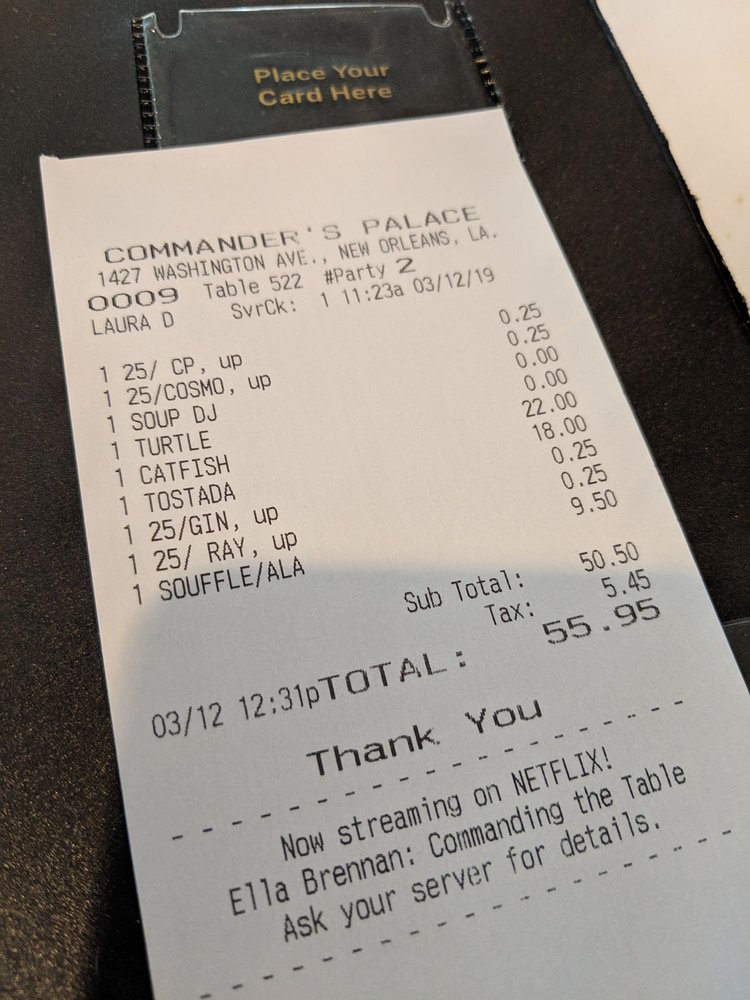 Place Your
Card Here
COMMANDER'S PALACE
1427 WASHINGTON AVE., NEW ORLEANS, LA.
0009 Table 522 #Party 2
LAURA D SvrCk: 1 11:23a 03/12/19
1 25/ CP, up 0.25
1 25/COSMO, up 0.25
1 SOUP DJ 0.00
1 TURTLE 0.00
1 CATFISH 22.00
1 TOSTADA 18.00
1 25/GIN, up 0.25
1 25/ RAY, up 0.25
1 SOUFFLE/ALA 9.50
Sub Total: 50.50
Tax: 5.45
03/12 12:31pTOTAL: 55.95
Thank You
- - - - - - - - - - - - - - - - - - -
Now streaming on NETFLIX!
Ella Brennan: Commanding the Table
Ask your server for details.
- - - - - - - - - - - - - - - - - - -